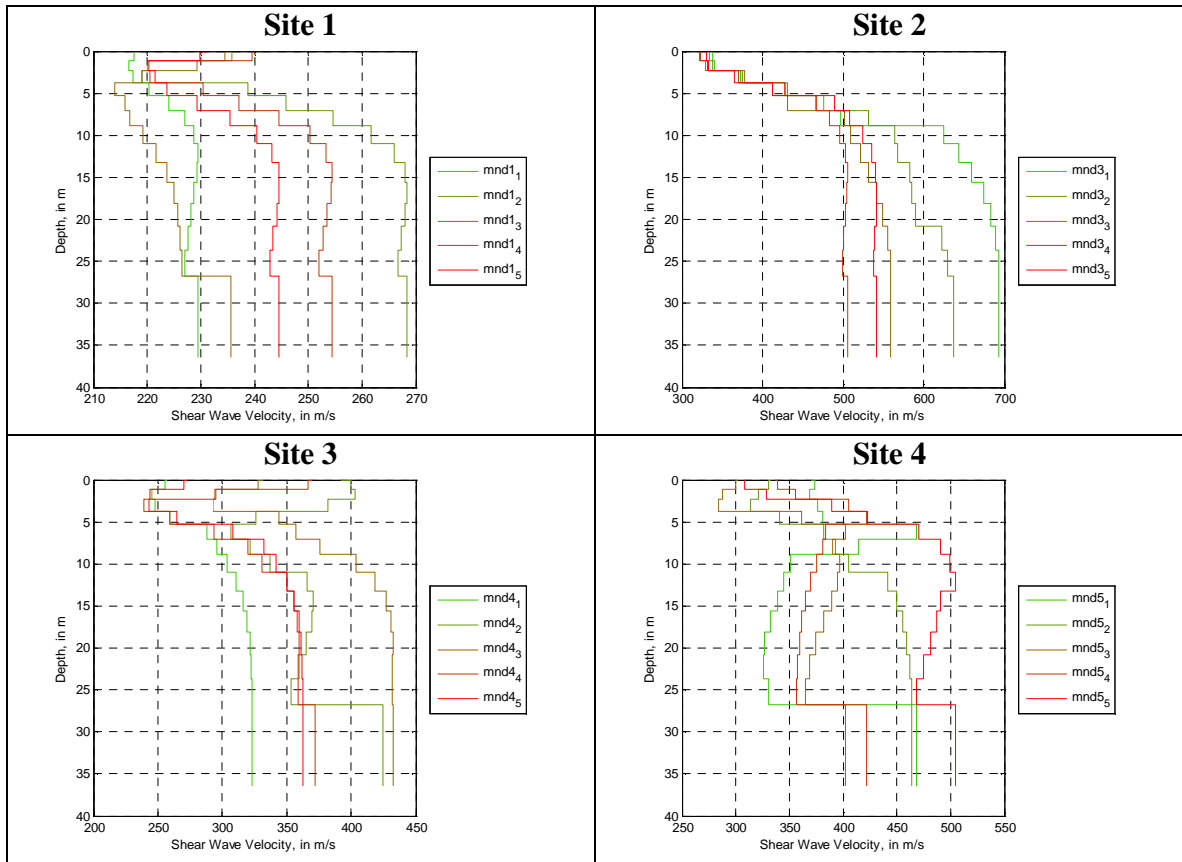 Site 1
0
5
10
15
20
25
30
35
40
210
220
230
240
250
260
270
Depth, in m
Shear Wave Velocity, in m/s
mnd1₁
mnd1₂
mnd1₃
mnd1₄
mnd1₅
Site 2
0
5
10
15
20
25
30
35
40
300
400
500
600
700
Depth, in m
Shear Wave Velocity, in m/s
mnd3₁
mnd3₂
mnd3₃
mnd3₄
mnd3₅
Site 3
0
5
10
15
20
25
30
35
40
200
250
300
350
400
450
Depth, in m
Shear Wave Velocity, in m/s
mnd4₁
mnd4₂
mnd4₃
mnd4₄
mnd4₅
Site 4
0
5
10
15
20
25
30
35
40
250
300
350
400
450
500
550
Depth, in m
Shear Wave Velocity, in m/s
mnd5₁
mnd5₂
mnd5₃
mnd5₄
mnd5₅